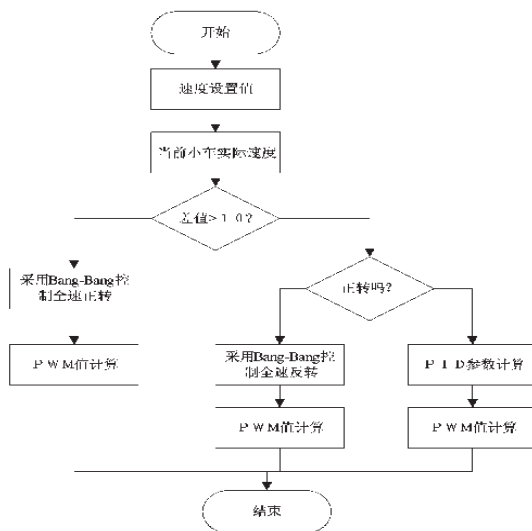 开始
速度设置值
当前小车实际速度
差值>10?
采用Bang-Bang控
制全速正转
正转吗?
PWM值计算
采用Bang-Bang控
制全速反转
PID参数计算
PWM值计算
PWM值计算
结束